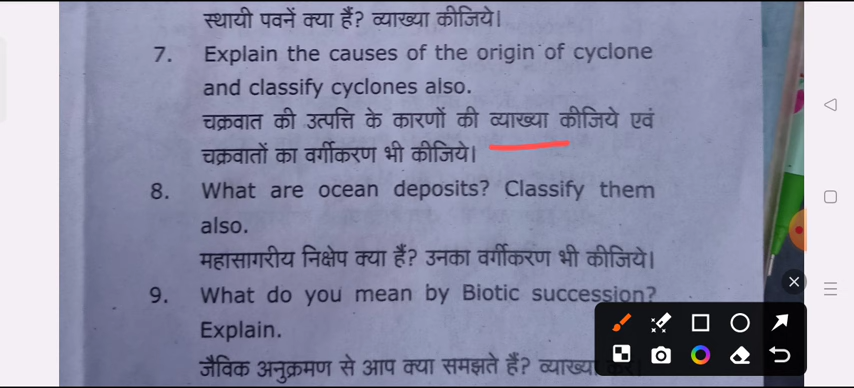 स्थायी पवनें क्या हैं? व्याख्या कीजिये।
7. Explain the causes of the origin of cyclone
and classify cyclones also.
चक्रवात की उत्पत्ति के कारणों की व्याख्या कीजिये एवं
चक्रवातों का वर्गीकरण भी कीजिये।
8. What are ocean deposits? Classify them
also.
महासागरीय निक्षेप क्या हैं? उनका वर्गीकरण भी कीजिये।
9. What do you mean by Biotic succession?
Explain.
जैविक अनुक्रमण से आप क्या समझते हैं? व्याख्या